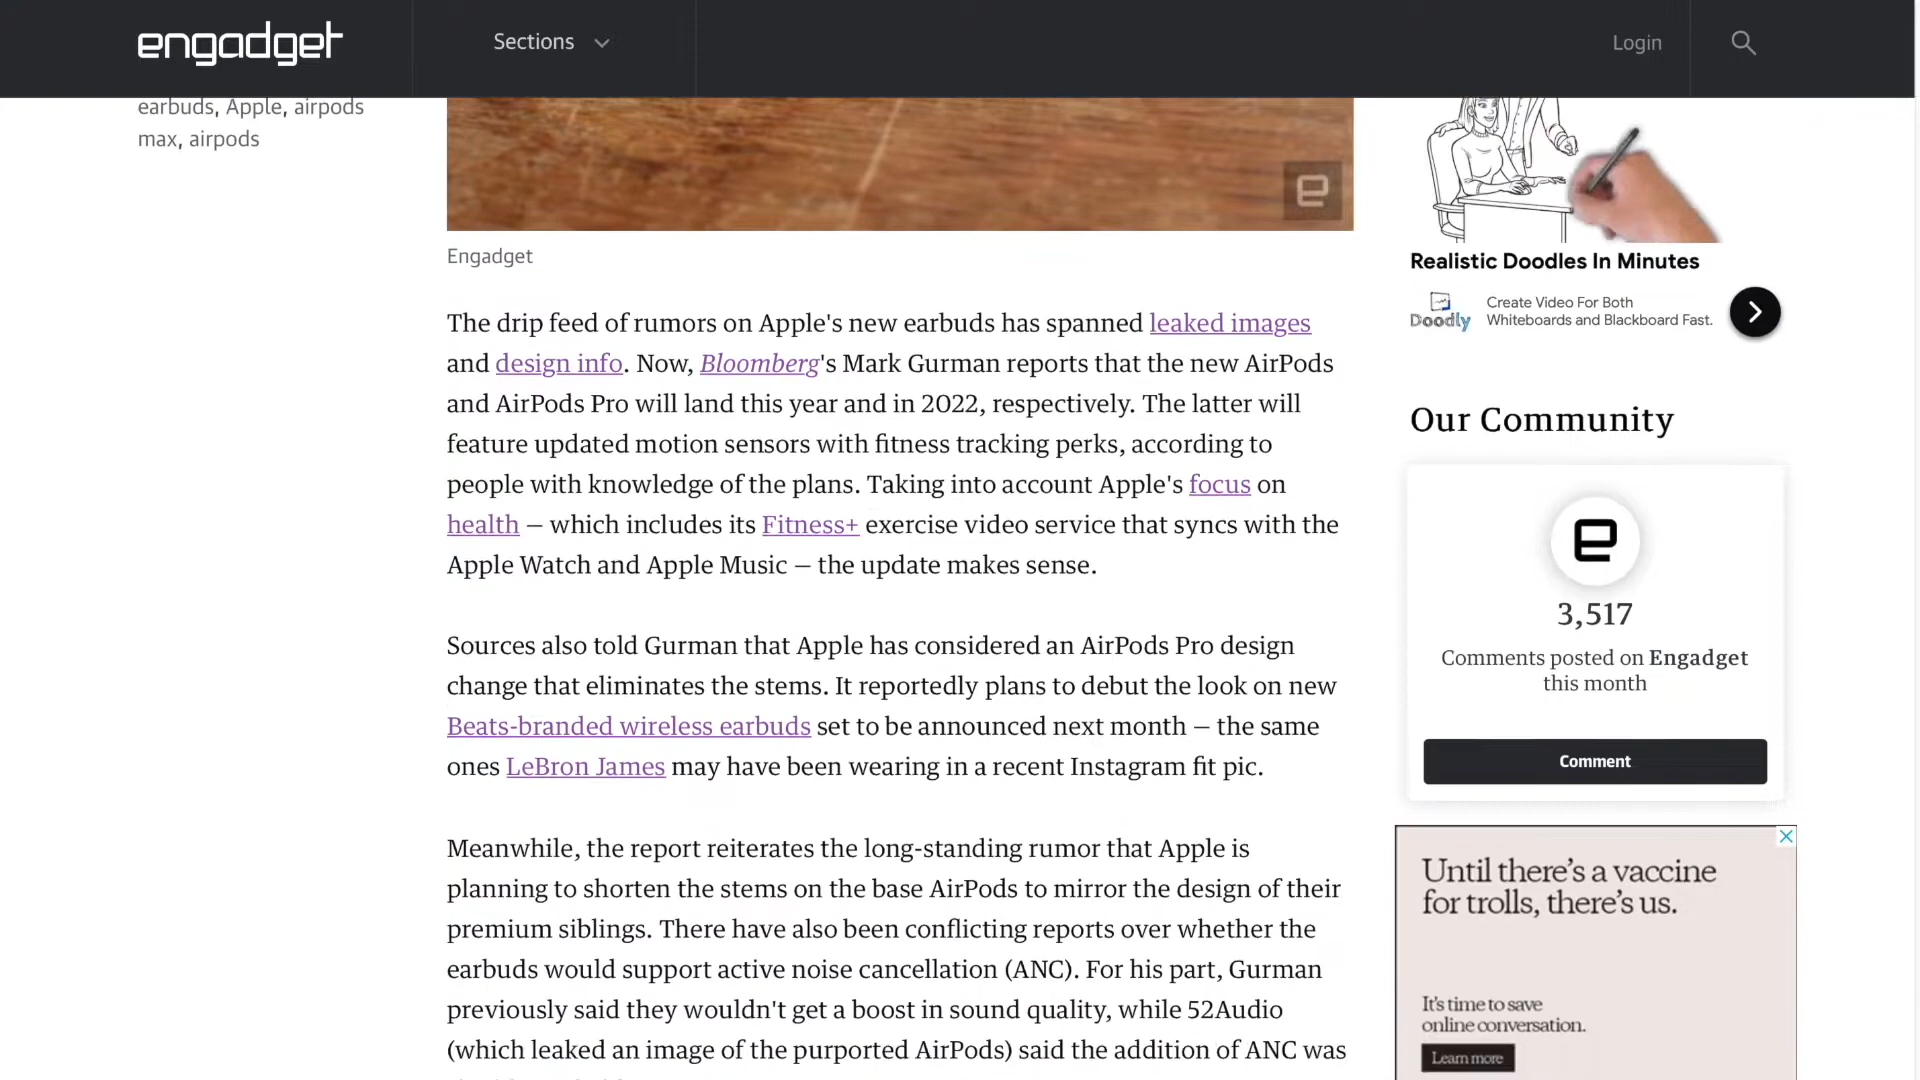 engadget
Sections
Login
earbuds, Apple, airpods
max, airpods
Engadget
The drip feed of rumors on Apple's new earbuds has spanned leaked images
and design info. Now, Bloomberg's Mark Gurman reports that the new AirPods
and AirPods Pro will land this year and in 2022, respectively. The latter will
feature updated motion sensors with fitness tracking perks, according to
people with knowledge of the plans. Taking into account Apple's focus on
health — which includes its Fitness+ exercise video service that syncs with the
Apple Watch and Apple Music — the update makes sense.
Sources also told Gurman that Apple has considered an AirPods Pro design
change that eliminates the stems. It reportedly plans to debut the look on new
Beats-branded wireless earbuds set to be announced next month — the same
ones LeBron James may have been wearing in a recent Instagram fit pic.
Meanwhile, the report reiterates the long-standing rumor that Apple is
planning to shorten the stems on the base AirPods to mirror the design of their
premium siblings. There have also been conflicting reports over whether the
earbuds would support active noise cancellation (ANC). For his part, Gurman
previously said they wouldn't get a boost in sound quality, while 52Audio
(which leaked an image of the purported AirPods) said the addition of ANC was
Realistic Doodles In Minutes
Doodly
Create Video For Both
Whiteboards and Blackboard Fast.
Our Community
3,517
Comments posted on Engadget
this month
Comment
Until there's a vaccine
for trolls, there's us.
It's time to save
online conversation.
Learn more